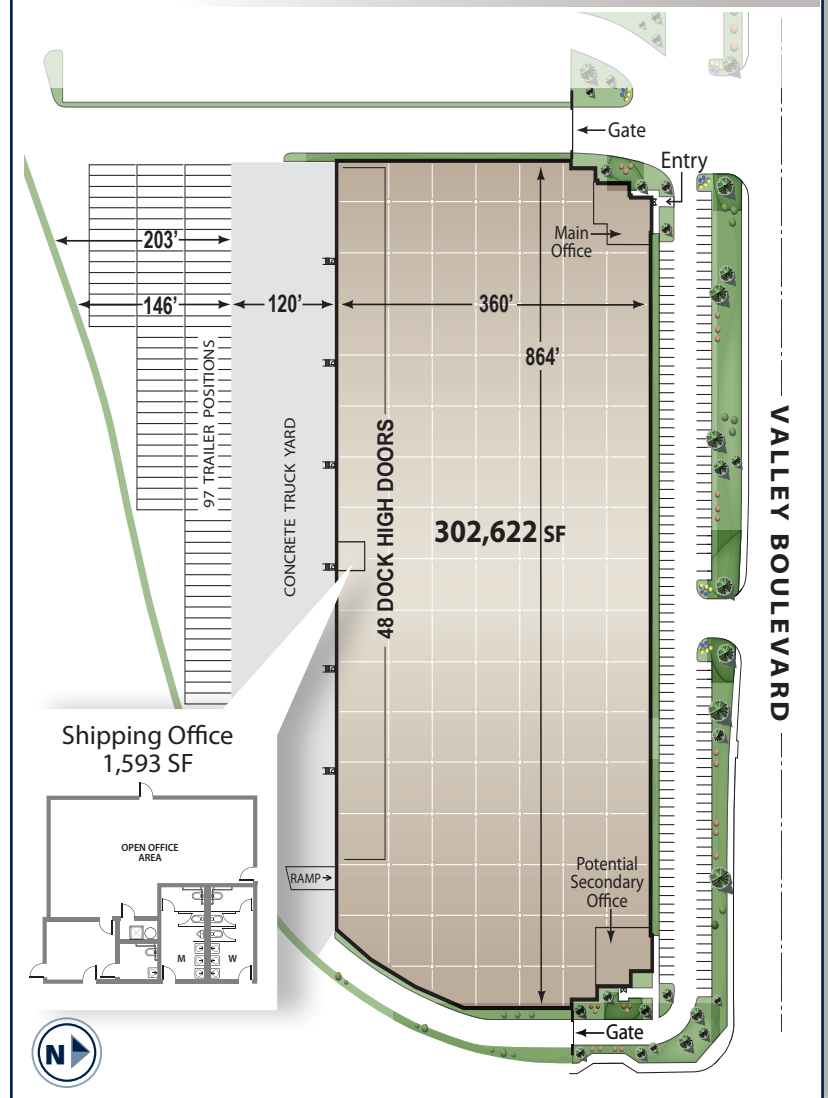 Gate
Entry
Main
Office
203'
146'
120'
360'
864'
97 TRAILER POSITIONS
CONCRETE TRUCK YARD
48 DOCK HIGH DOORS
302,622 SF
VALLEY BOULEVARD
Shipping Office
1,593 SF
OPEN OFFICE
AREA
M
W
RAMP
Potential
Secondary
Office
Gate
N